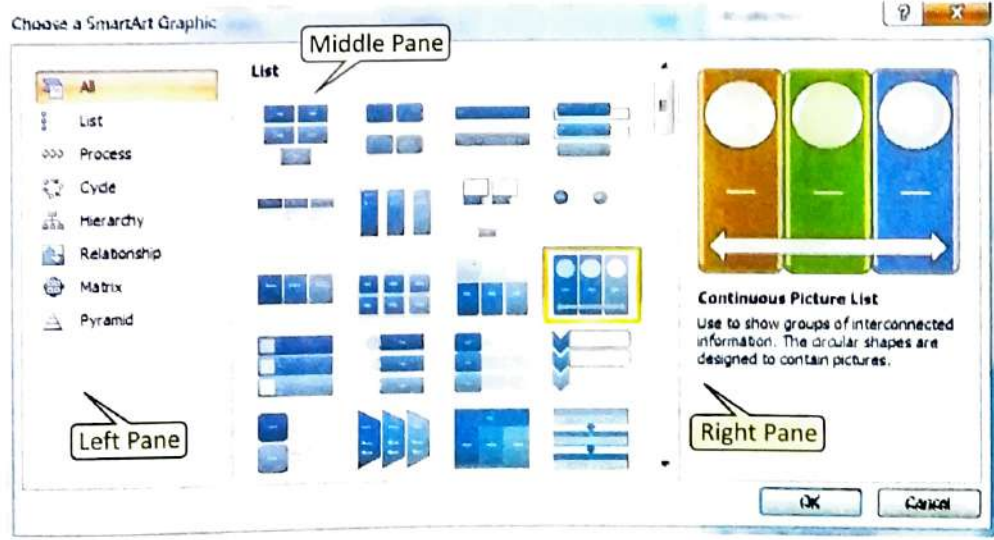 Choose a SmartArt Graphic
?
X
Middle Pane
All
List
Process
Cycle
Hierarchy
Relationship
Matrix
Pyramid
Left Pane
List
Continuous Picture List
Use to show groups of interconnected
information. The circular shapes are
designed to contain pictures.
Right Pane
OK
Cancel